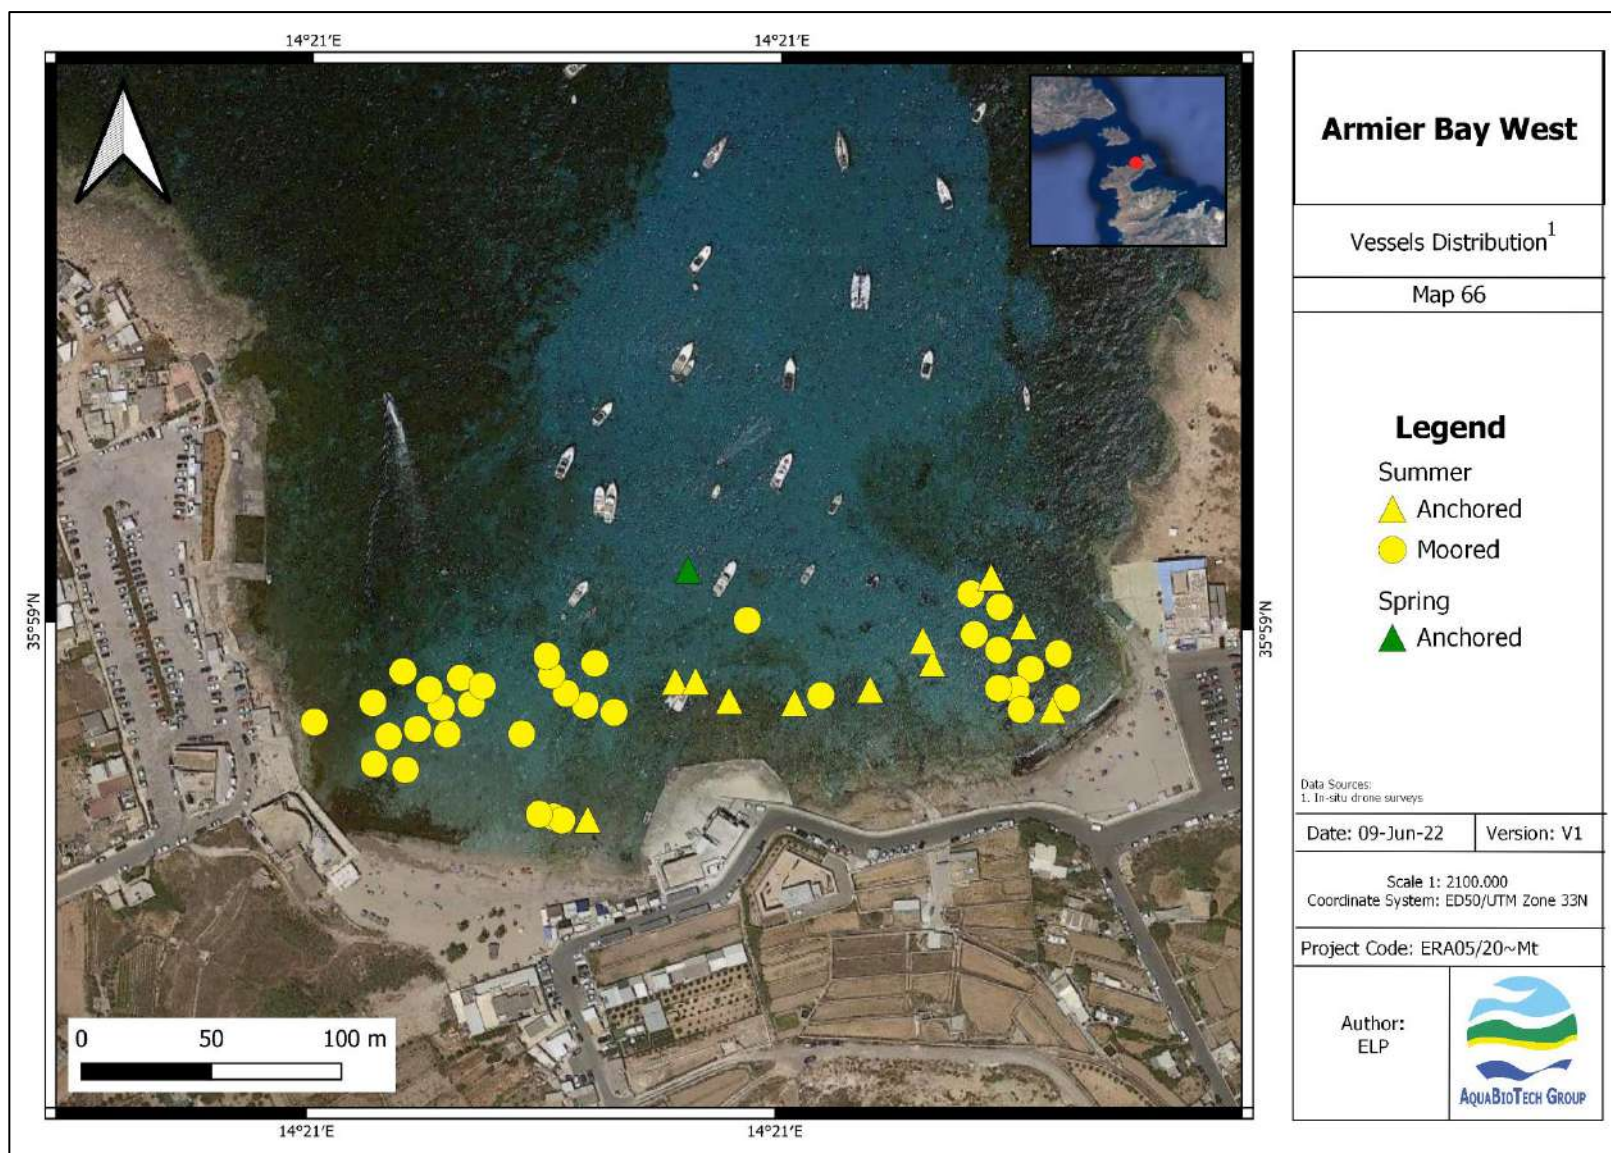 14°21'E
14°21'E
35°59'N
35°59'N
0 50 100 m
14°21'E
14°21'E
Armier Bay West
Vessels Distribution1
Map 66
Legend
Summer
Anchored
Moored
Spring
Anchored
Data Sources:
1. In-situ drone surveys
Date: 09-Jun-22
Version: V1
Scale 1: 2100.000
Coordinate System: ED50/UTM Zone 33N
Project Code: ERA05/20~Mt
Author:
ELP
AQUABIOTECH GROUP